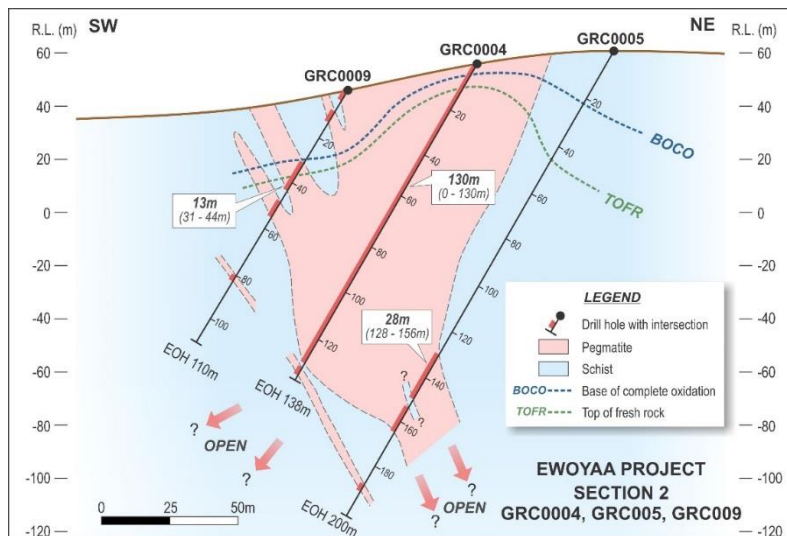 R.L. (m)
SW
NE
R.L. (m)
60
40
20
0
-20
-40
-60
-80
-100
-120
60
40
20
0
-20
-40
-60
-80
-100
-120
GRC0009
GRC0004
GRC0005
40
60
80
100
EOH 110m
20
40
60
80
100
120
EOH 138m
20
40
60
80
100
120
140
160
180
EOH 200m
13m
(31 - 44m)
130m
(0 - 130m)
28m
(128 - 156m)
BOCO
TOFR
?
?
?
OPEN
?
?
OPEN
?
?
LEGEND
Drill hole with intersection
Pegmatite
Schist
BOCO Base of complete oxidation
TOFR Top of fresh rock
0 25 50m
EWOYAA PROJECT
SECTION 2
GRC0004, GRC005, GRC009